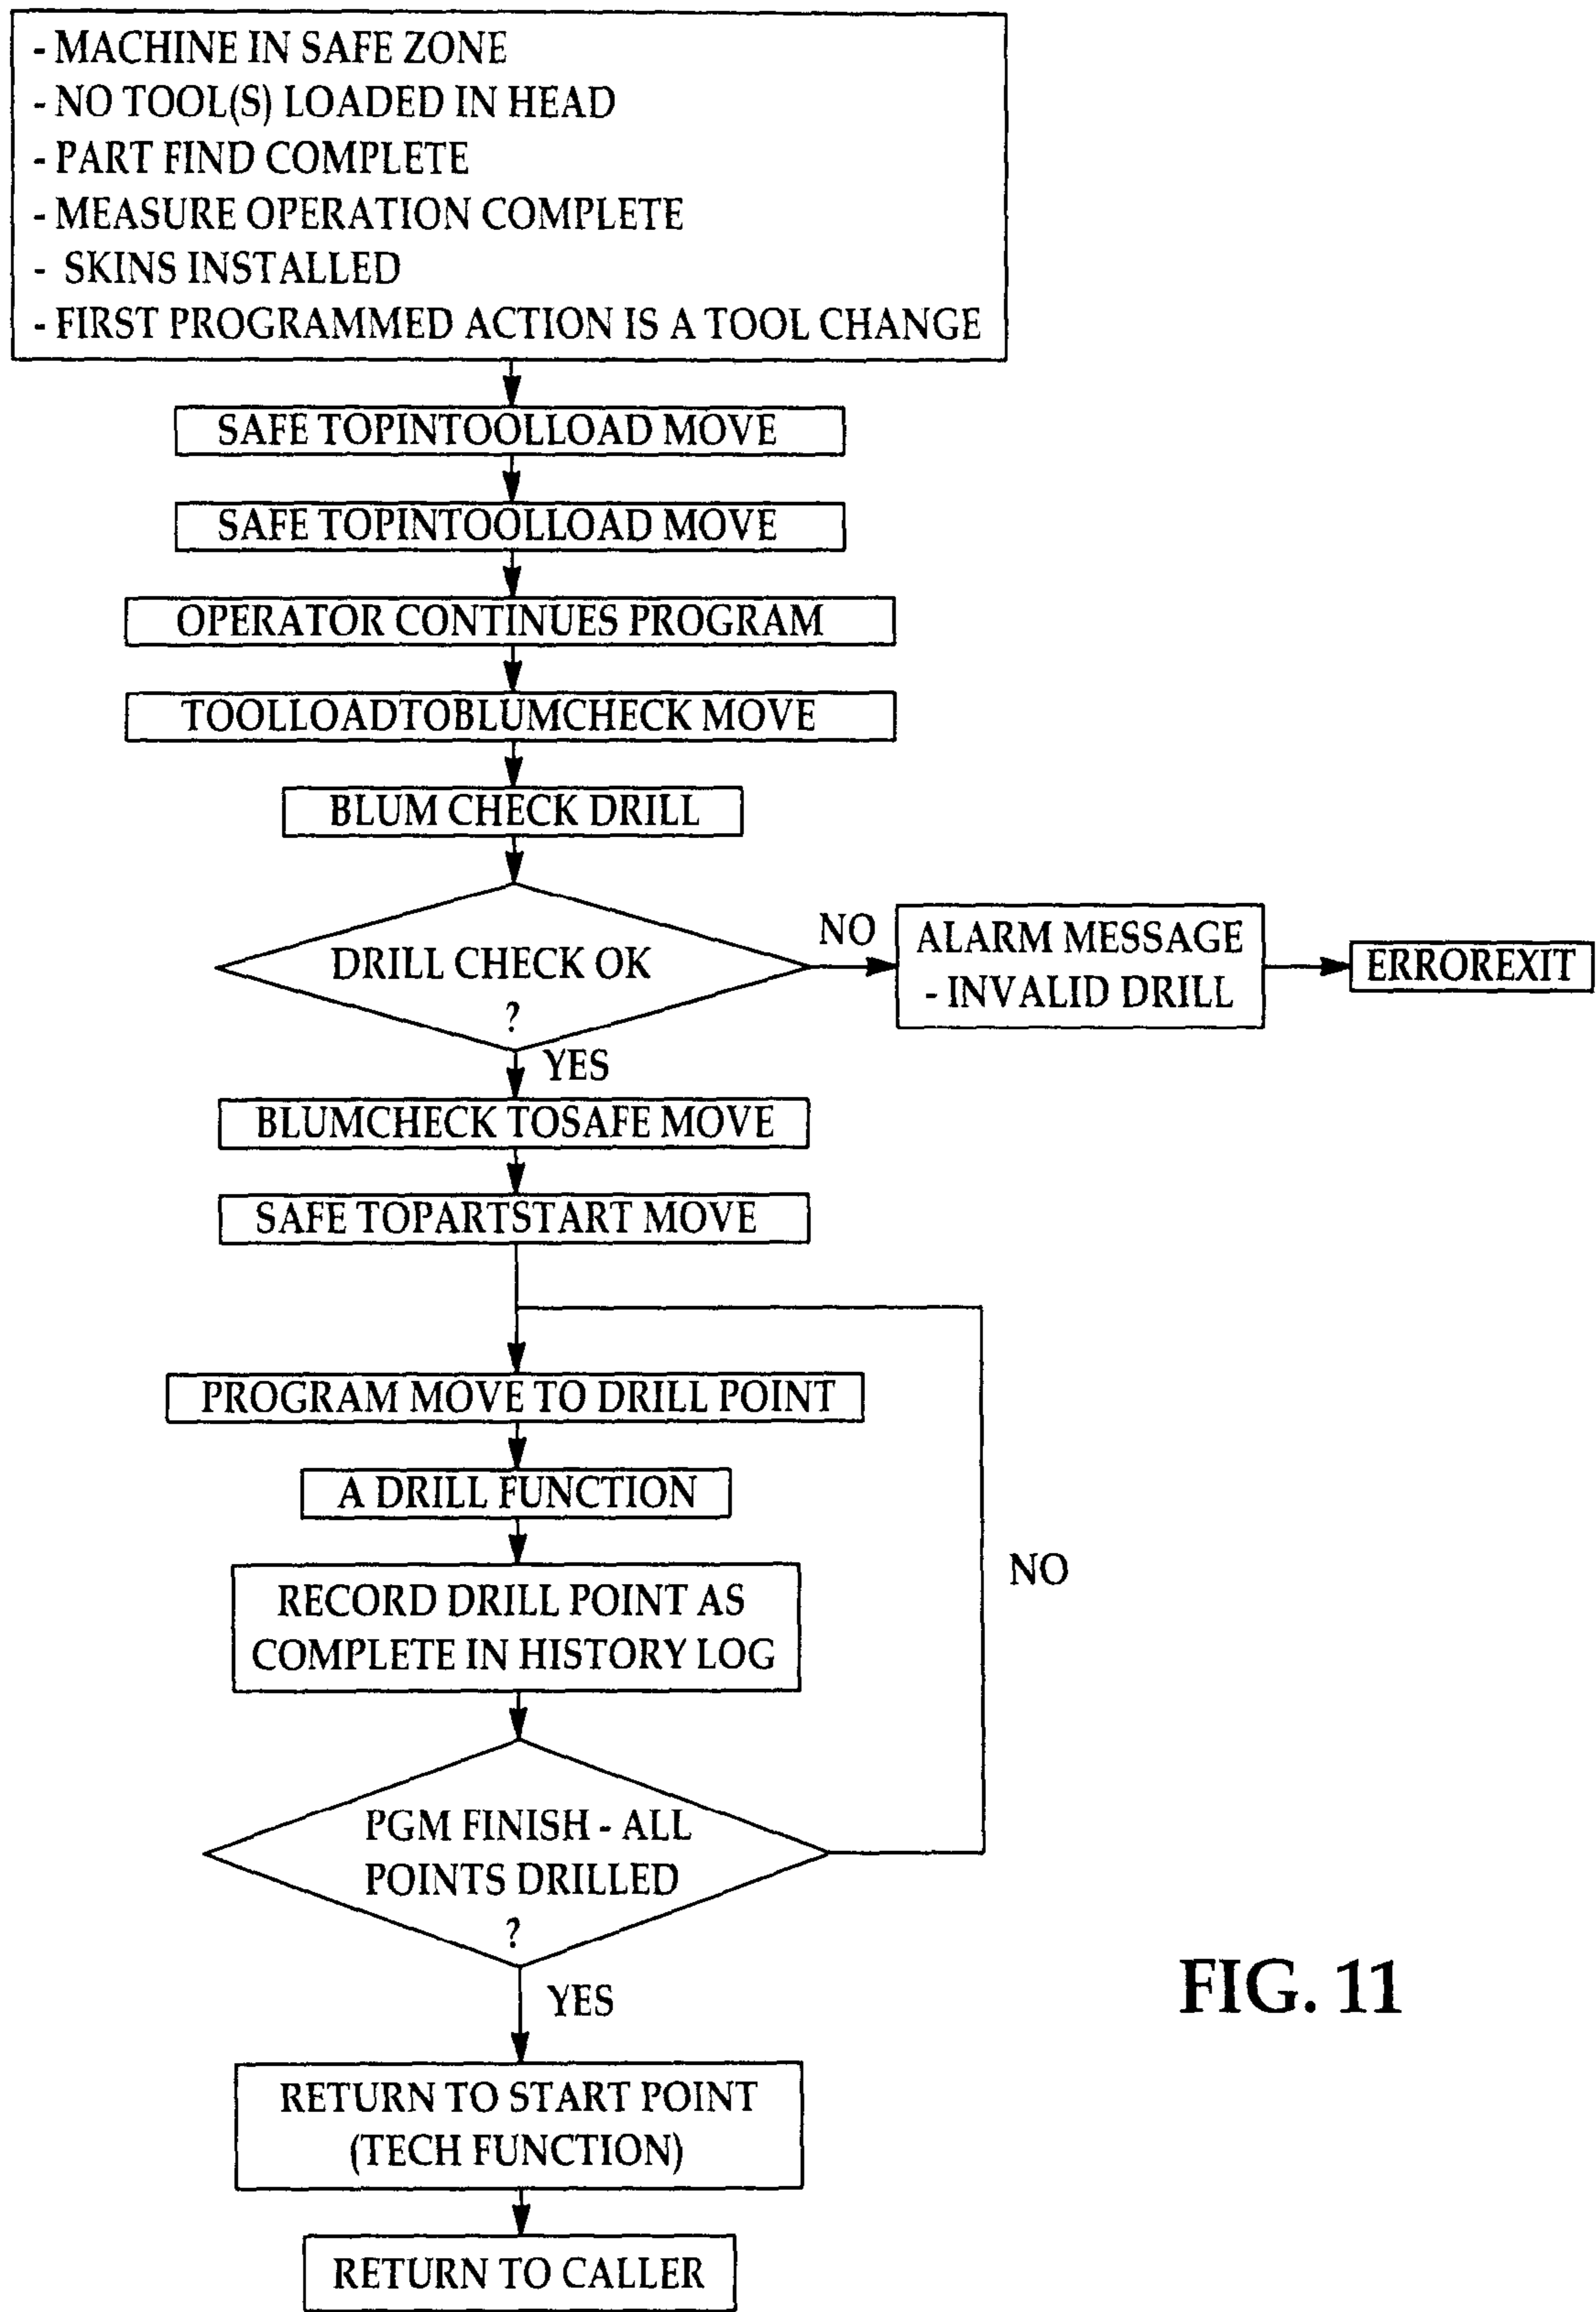 - MACHINE IN SAFE ZONE
- NO TOOL(S) LOADED IN HEAD
- PART FIND COMPLETE
- MEASURE OPERATION COMPLETE
- SKINS INSTALLED
- FIRST PROGRAMMED ACTION IS A TOOL CHANGE
SAFE TOPINTOOLLOAD MOVE
SAFE TOPINTOOLLOAD MOVE
OPERATOR CONTINUES PROGRAM
TOOLLOADTOBLUMCHECK MOVE
BLUM CHECK DRILL
DRILL CHECK OK
?
NO
ALARM MESSAGE
- INVALID DRILL
ERROREXIT
YES
BLUMCHECK TOSAFE MOVE
SAFE TOPARTSTART MOVE
PROGRAM MOVE TO DRILL POINT
A DRILL FUNCTION
RECORD DRILL POINT AS
COMPLETE IN HISTORY LOG
NO
PGM FINISH - ALL
POINTS DRILLED
?
YES
RETURN TO START POINT
(TECH FUNCTION)
RETURN TO CALLER
FIG. 11